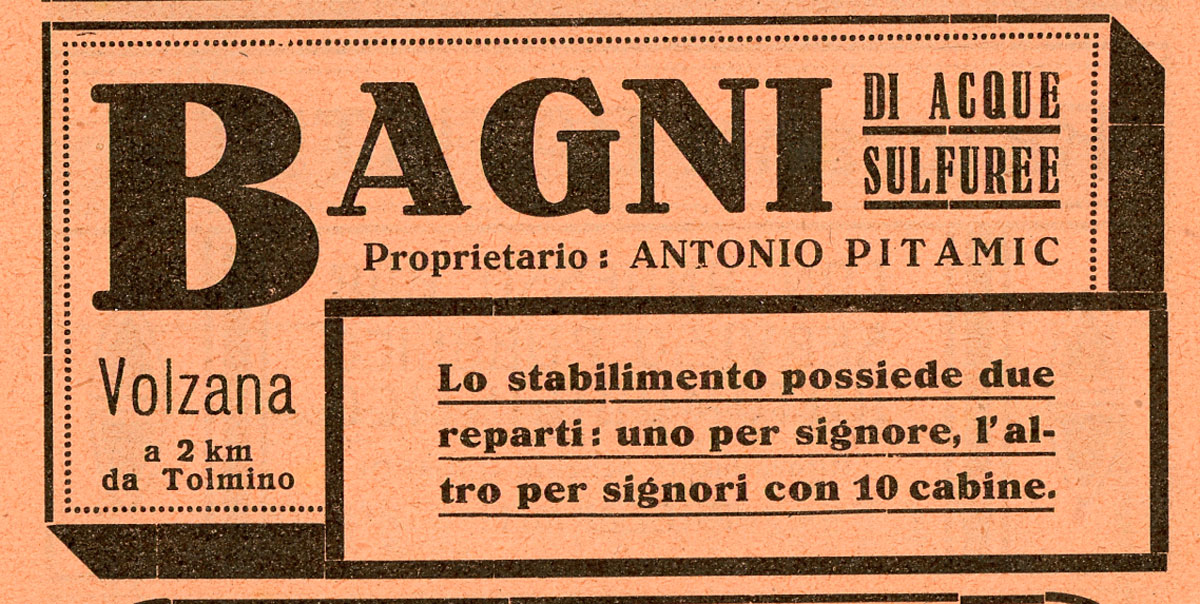 BAGNI DI ACQUE
SULFUREE
Proprietario: ANTONIO PITAMIC
Volzana
a 2 km
da Tolmino
Lo stabilimento possiede due
reparti: uno per signore, l'al-
tro per signori con 10 cabine.